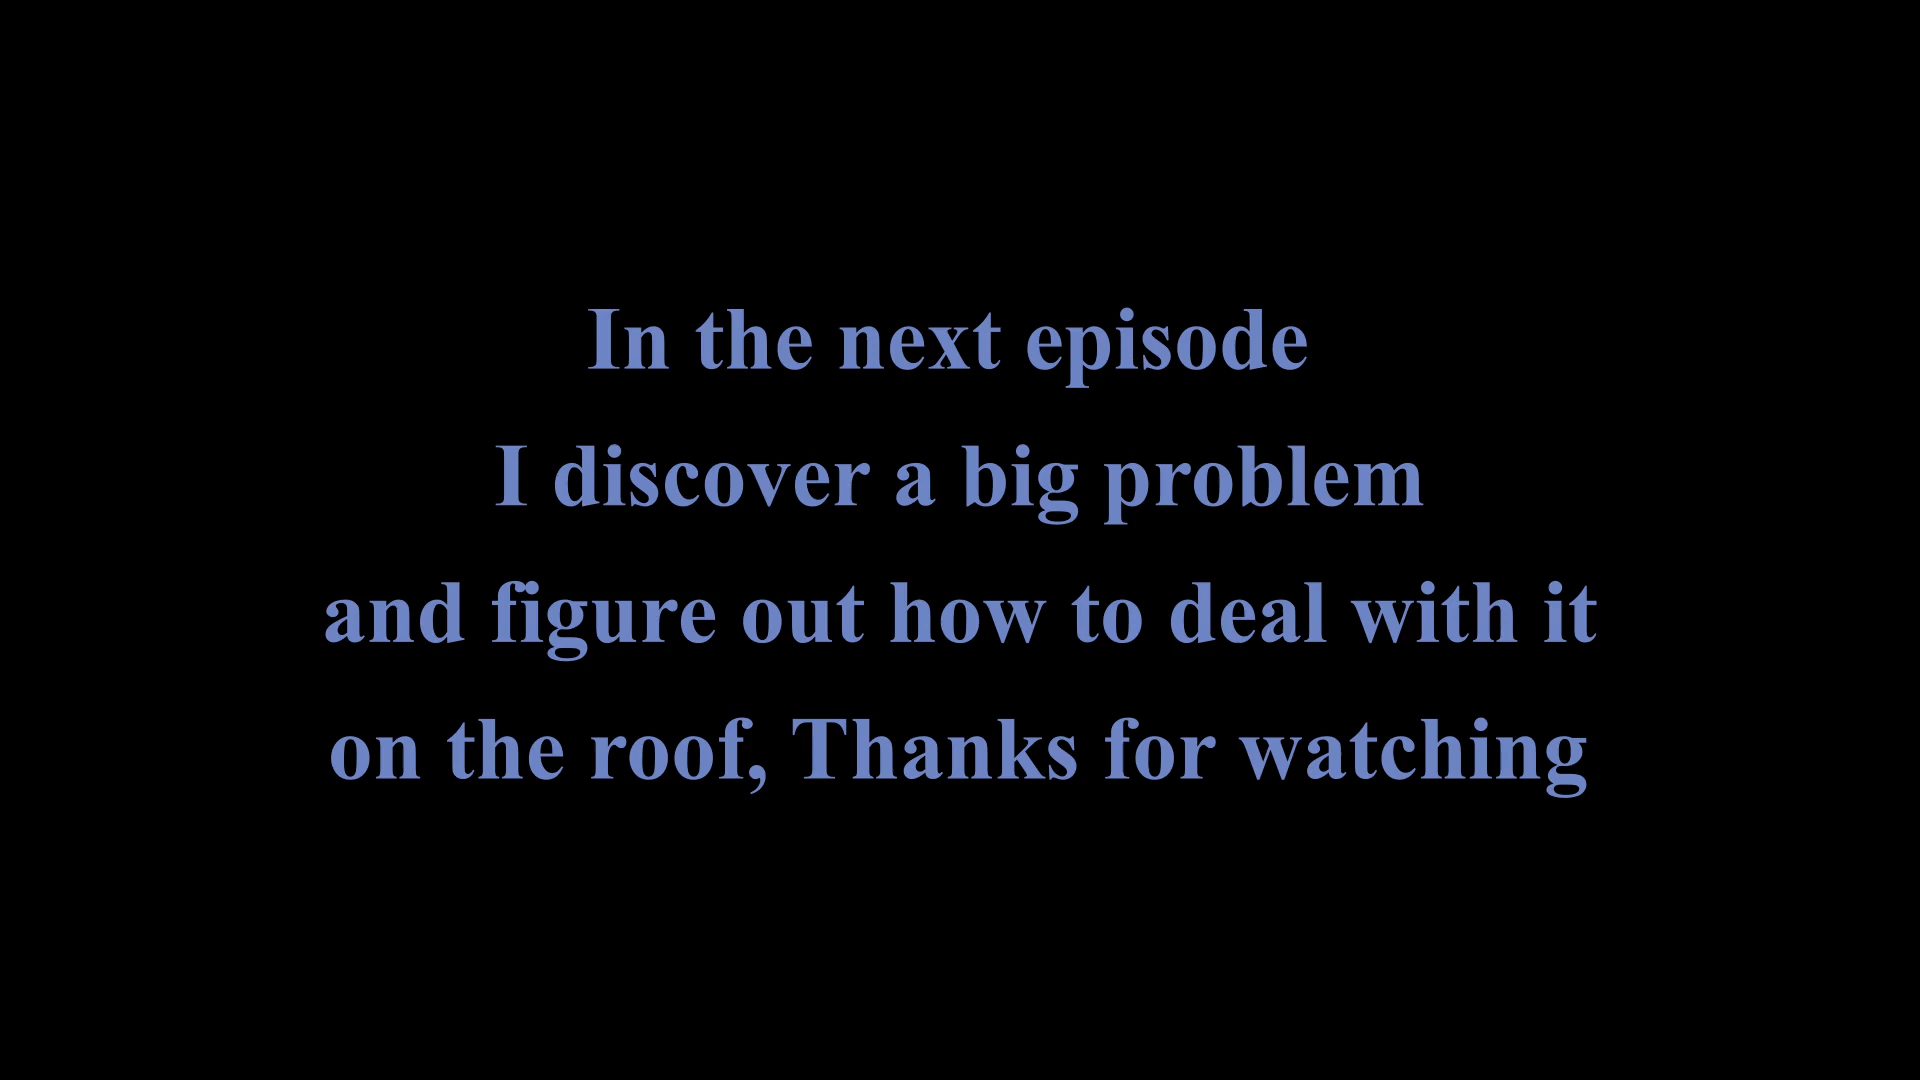 In the next episode
I discover a big problem
and figure out how to deal with it
on the roof, Thanks for watching